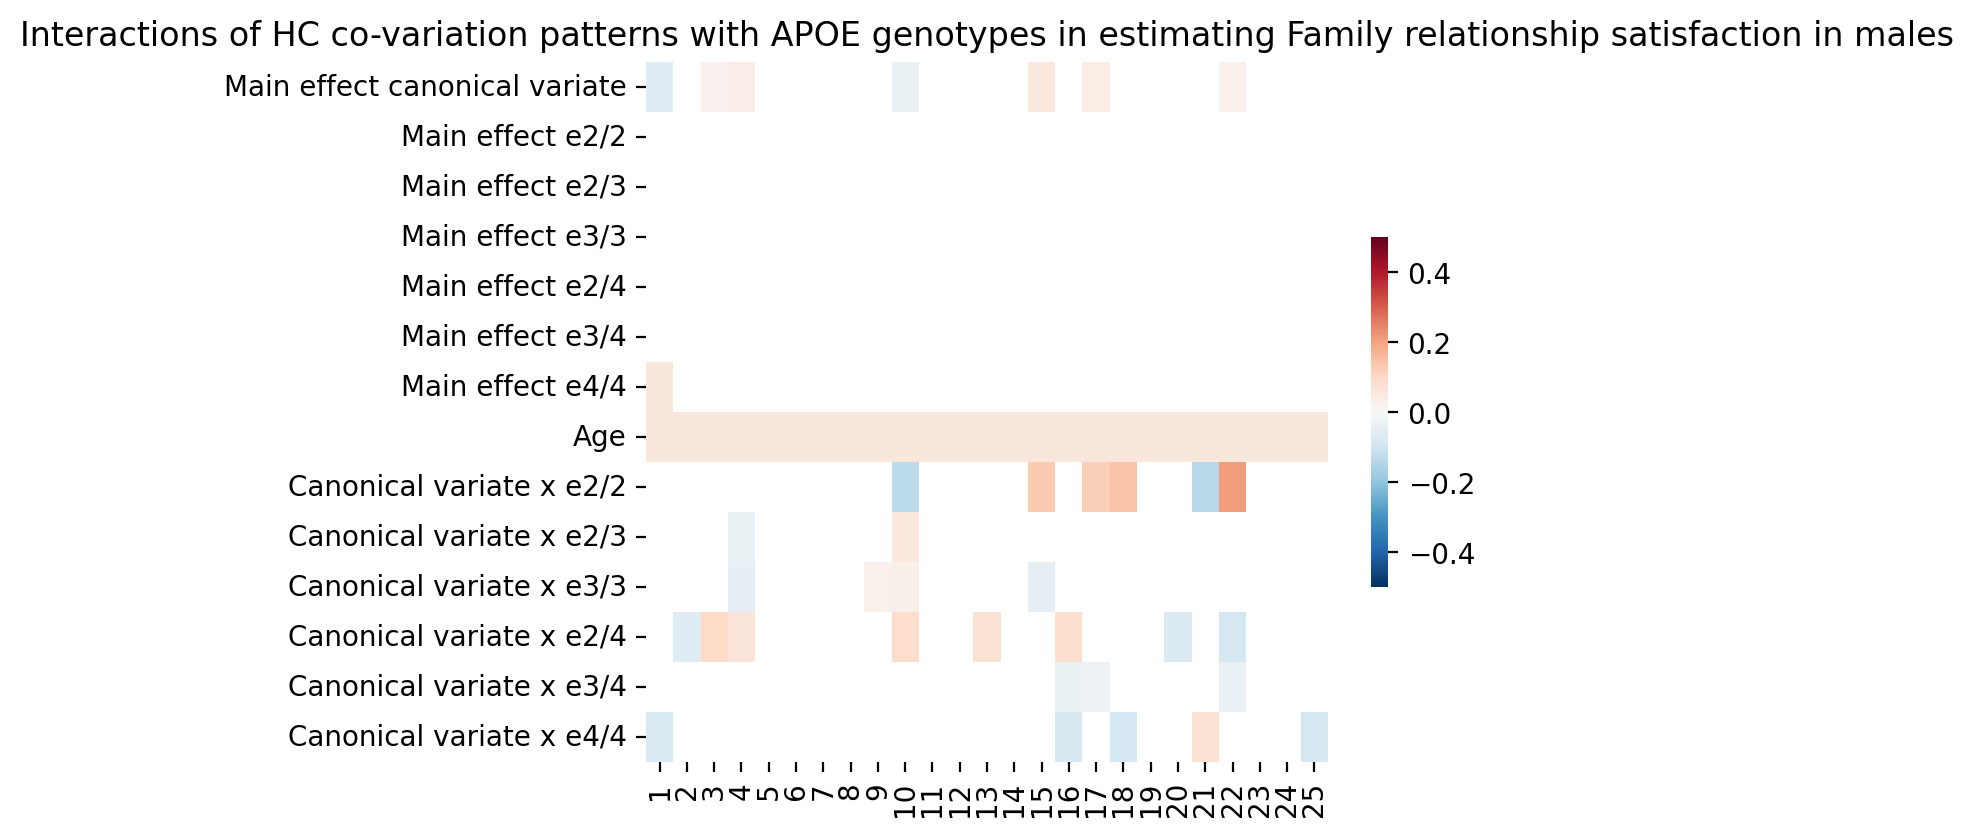 Interactions of HC co-variation patterns with APOE genotypes in estimating Family relationship satisfaction in males
Main effect canonical variate
Main effect e2/2
Main effect e2/3
Main effect e3/3
Main effect e2/4
Main effect e3/4
Main effect e4/4
Age
Canonical variate x e2/2
Canonical variate x e2/3
Canonical variate x e3/3
Canonical variate x e2/4
Canonical variate x e3/4
Canonical variate x e4/4
1 2 3 4 5 6 7 8 9 10 11 12 13 14 15 16 17 18 19 20 21 22 23 24 25
0.4
0.2
0.0
−0.2
−0.4